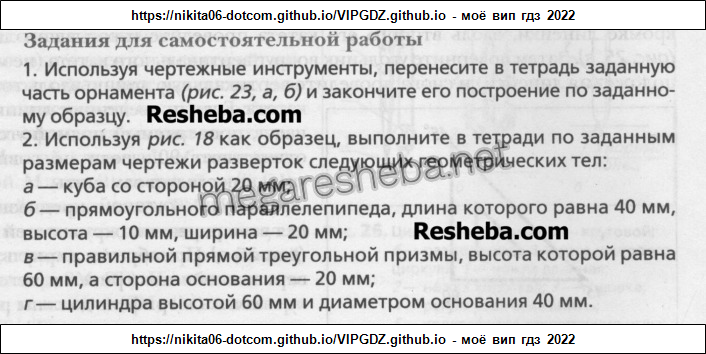 https://nikita06-dotcom.github.io/VIPGDZ.github.io - моё вип гдз 2022
Задания для самостоятельной работы
1. Используя чертежные инструменты, перенесите в тетрадь заданную
часть орнамента (рис. 23, а, б) и закончите его построение по заданно-
му образцу. Resheba.com
2. Используя рис. 18 как образец, выполните в тетради по заданным
размерам чертежи разверток следующих геометрических тел:
а — куба со стороной 20 мм;
megaresheba.net
б — прямоугольного параллелепипеда, длина которого равна 40 мм,
высота — 10 мм, ширина — 20 мм; Resheba.com
в — правильной прямой треугольной призмы, высота которой равна
60 мм, а сторона основания — 20 мм;
г — цилиндра высотой 60 мм и диаметром основания 40 мм.
https://nikita06-dotcom.github.io/VIPGDZ.github.io - моё вип гдз 2022